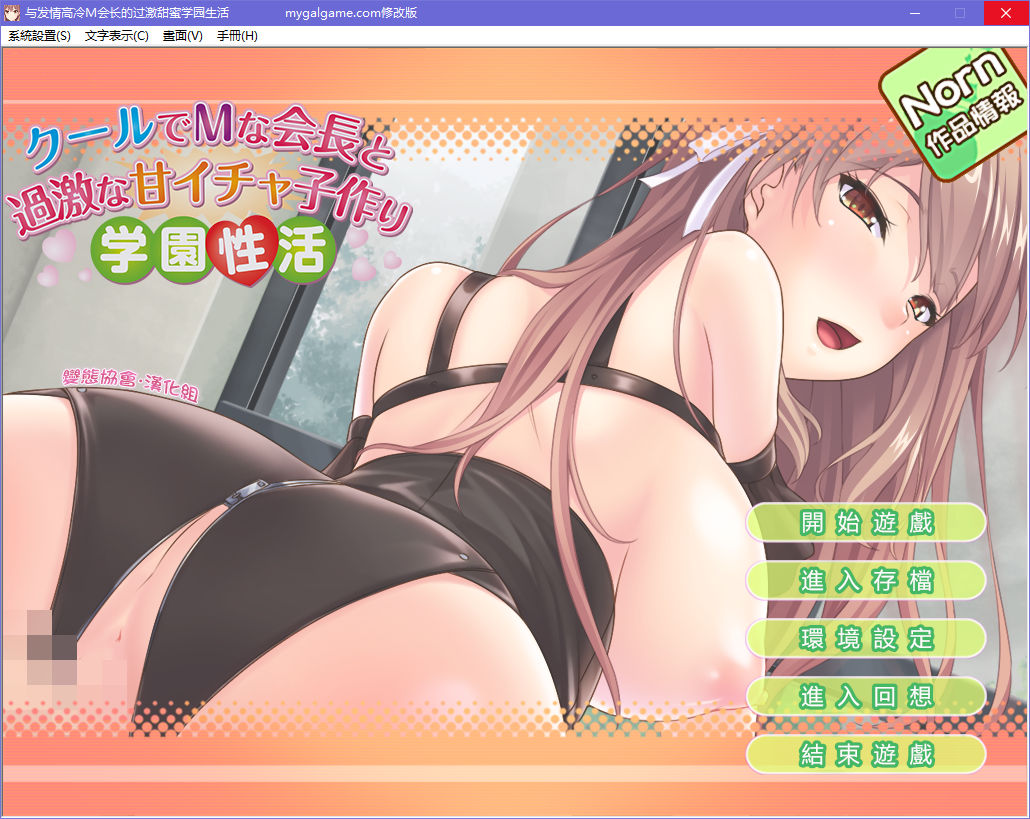 与发情高冷M会长的过激甜蜜学园生活 mygalgame.com修改版
系統設置(S) 文字表示(C) 畫面(V) 手冊(H)
Norn
作品情報
クールでMな会長と
過激な甘イチャ子作り
学園性活
變態協會·漢化組
開始遊戲
進入存檔
環境設定
進入回想
結束遊戲